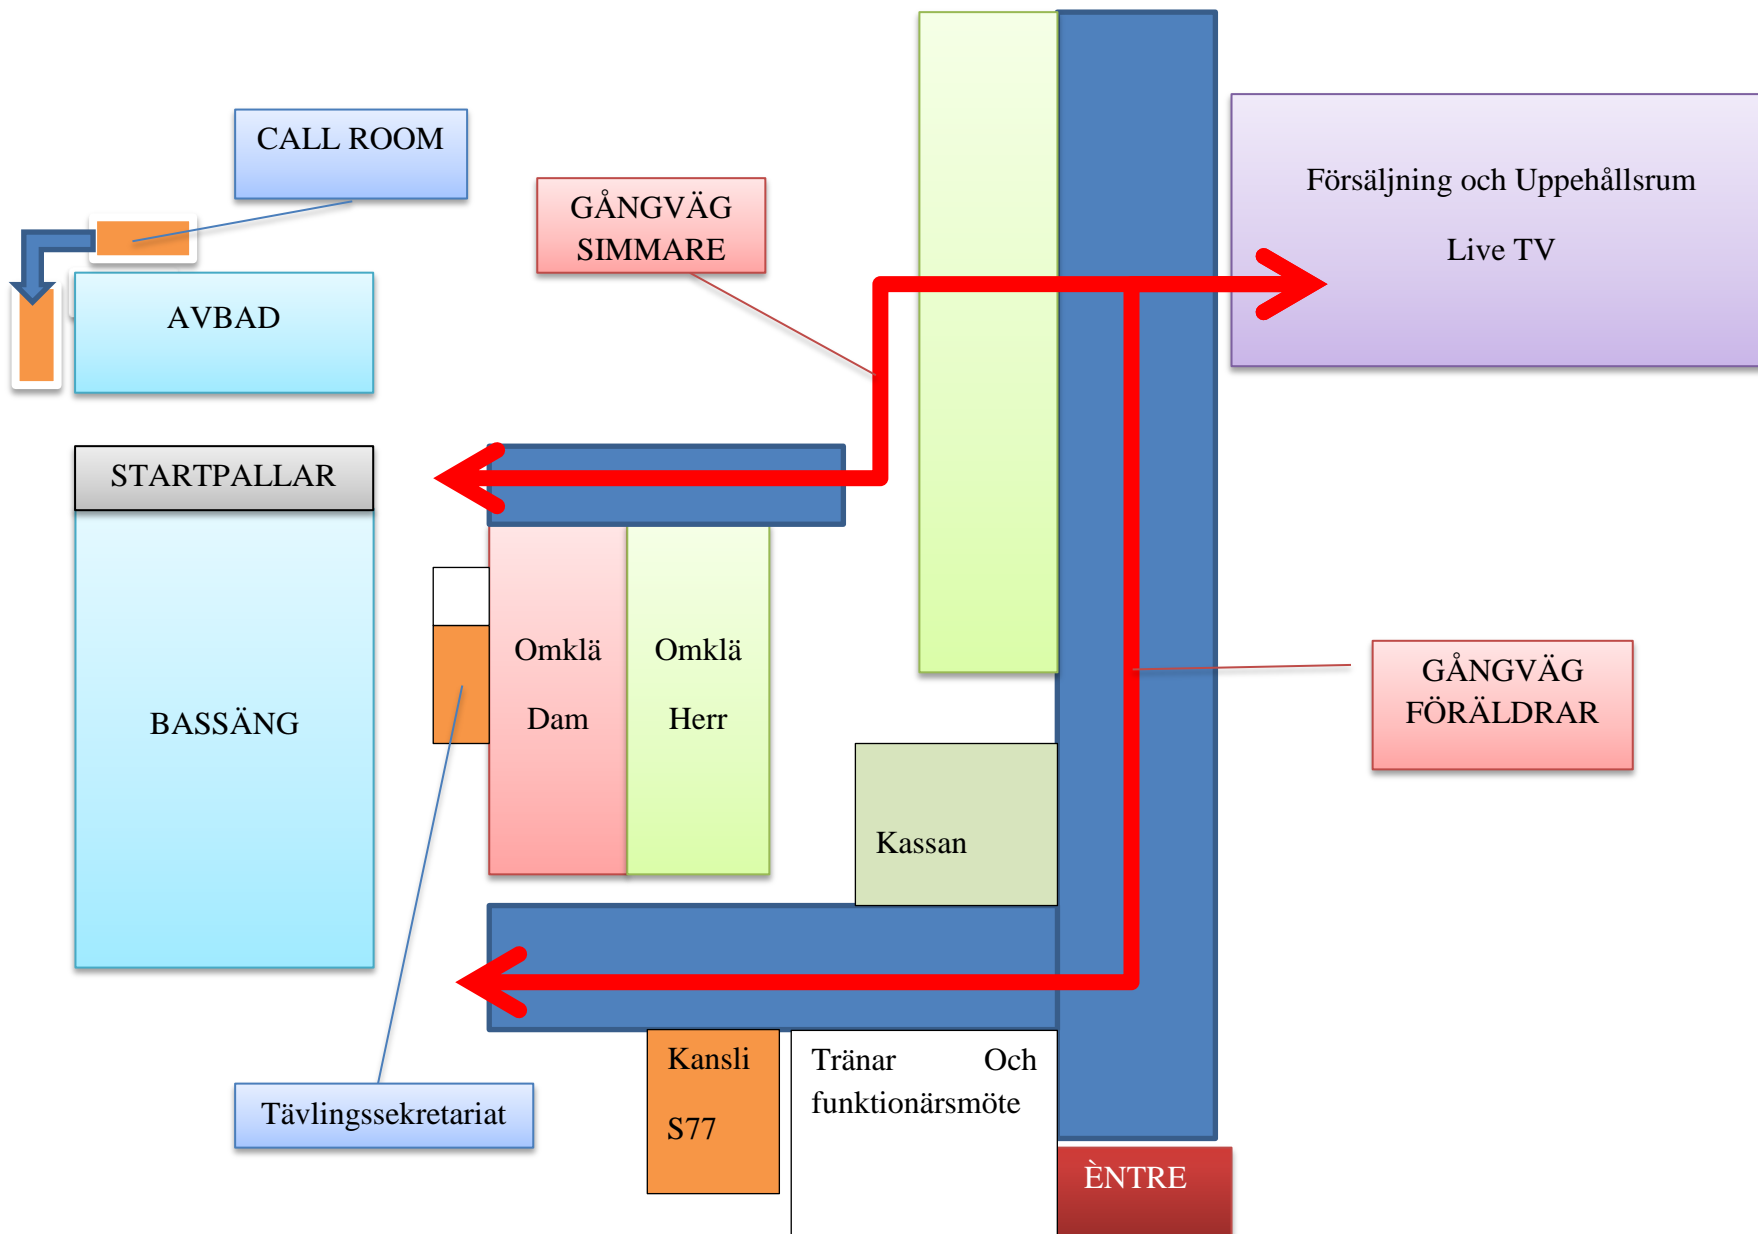 CALL ROOM
GÅNGVÄG
SIMMARE
Försäljning och Uppehållsrum
Live TV
AVBAD
STARTPALLAR
BASSÄNG
Omklä
Dam
Omklä
Herr
GÅNGVÄG
FÖRÄLDRAR
Kassan
Tävlingssekretariat
Kansli
S77
Tränar Och
funktionärsmöte
ÈNTRE